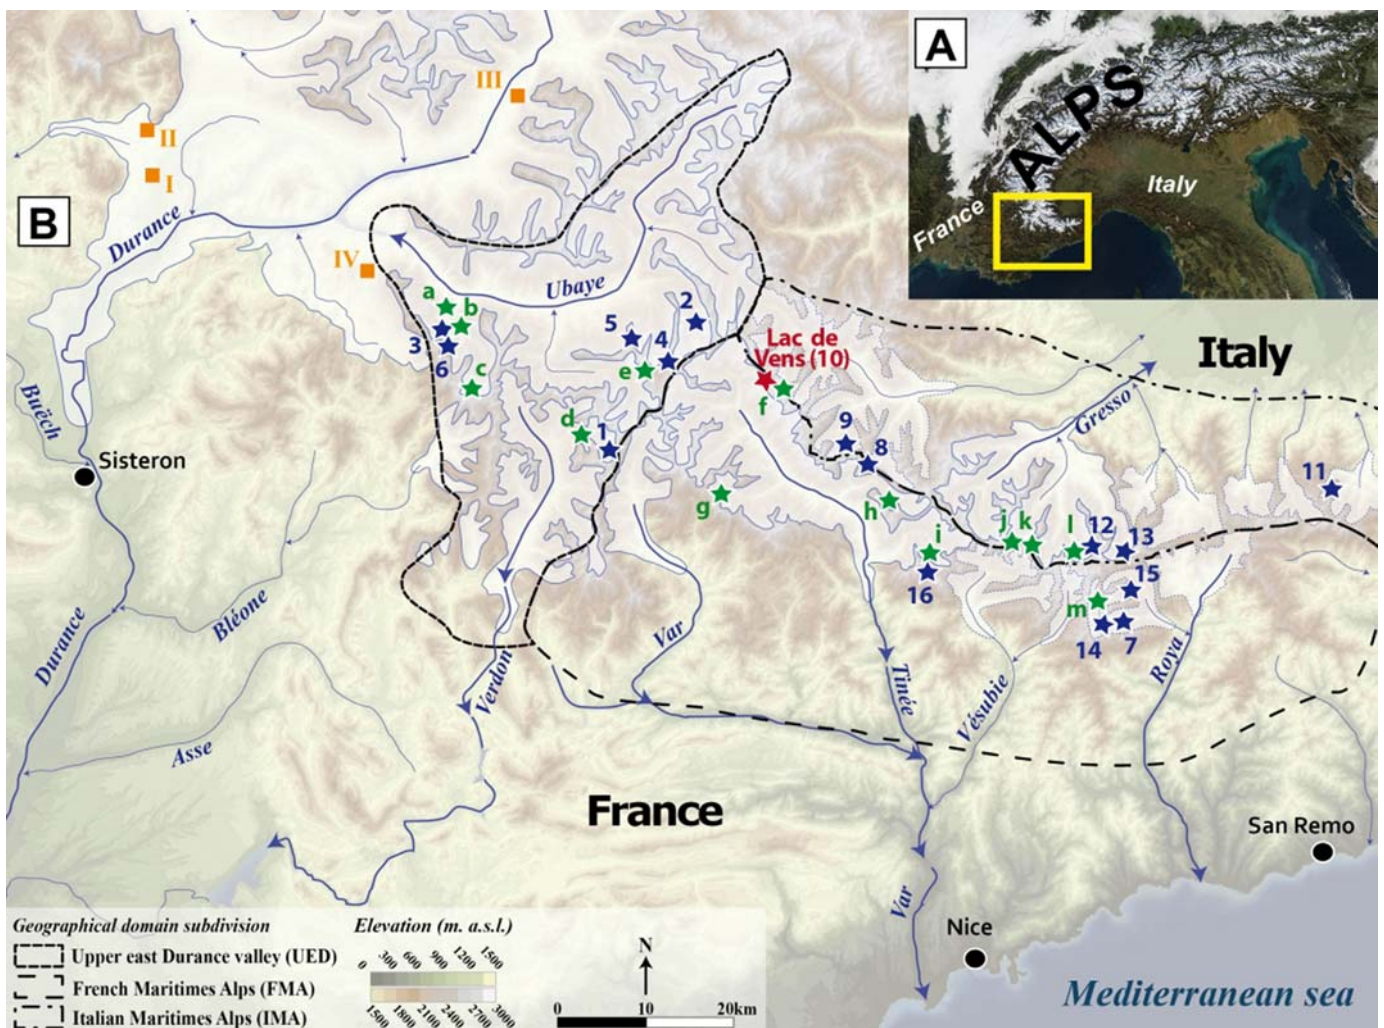 A
ALPS
Italy
France
B
III
II
I
IV
Durance
Ubaye
a
b
3
6
c
5
2
4
e
d
1
Lac de
Vens (10)
f
Italy
Gresso
9
8
11
g
h
i
16
j
k
l
12
13
15
m
14
7
Buëch
Sisteron
Durance
Bléone
Asse
Verdon
Var
Tinée
Vésubie
Roya
France
San Remo
Var
Nice
Mediterranean sea
Geographical domain subdivision
Upper east Durance valley (UED)
French Maritimes Alps (FMA)
Italian Maritimes Alps (IMA)
Elevation (m. a.s.l.)
0 300 600 900 1200 1500
1500 1800 2100 2400 2700 3000
N
0 10 20km